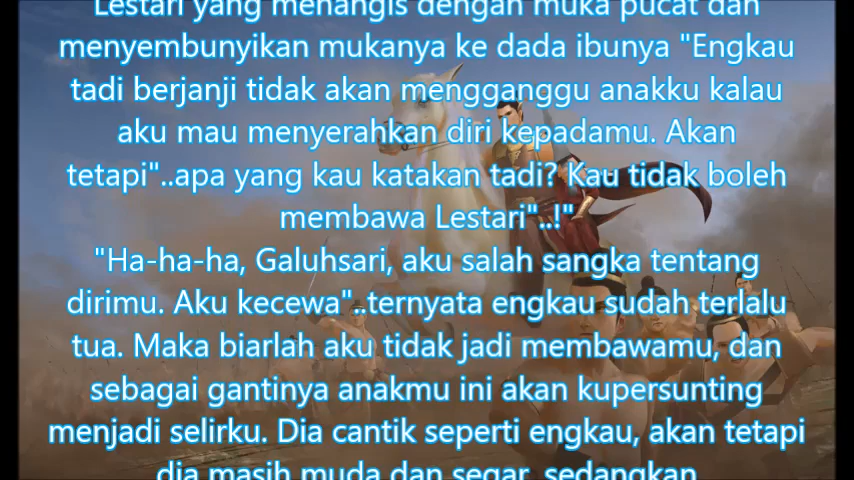 Lestari yang menangis dengan muka pucat dan
menyembunyikan mukanya ke dada ibunya "Engkau
tadi berjanji tidak akan mengganggu anakku kalau
aku mau menyerahkan diri kepadamu. Akan
tetapi"..apa yang kau katakan tadi? Kau tidak boleh
membawa Lestari"..!"
"Ha-ha-ha, Galuhsari, aku salah sangka tentang
dirimu. Aku kecewa"..ternyata engkau sudah terlalu
tua. Maka biarlah aku tidak jadi membawamu, dan
sebagai gantinya anakmu ini akan kupersunting
menjadi selirku. Dia cantik seperti engkau, akan tetapi
dia masih muda dan segar, sedangkan